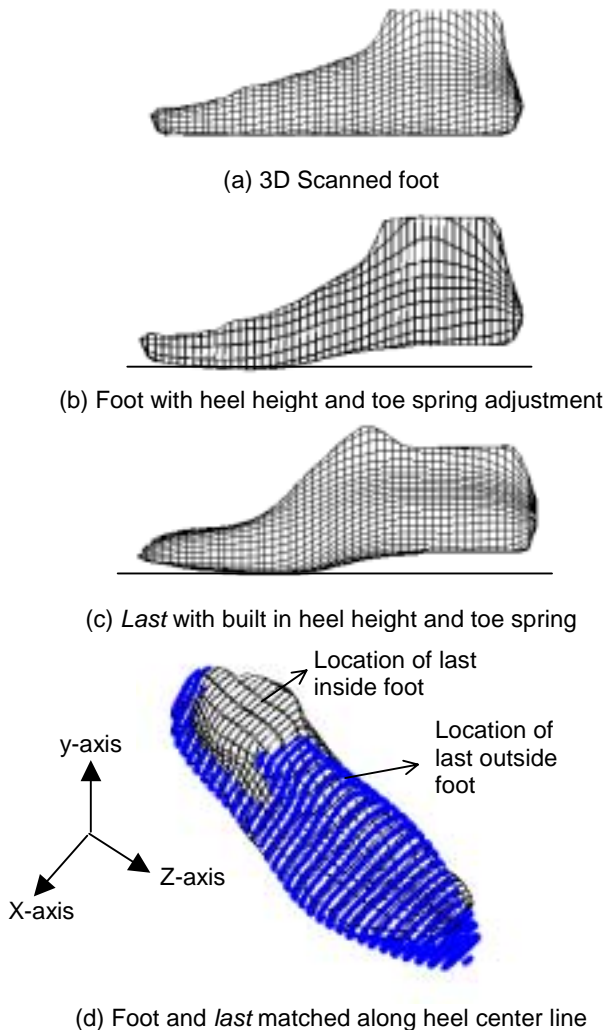 (a) 3D Scanned foot
(b) Foot with heel height and toe spring adjustment
(c) Last with built in heel height and toe spring
Location of last
inside foot
Location of
last outside
foot
y-axis
Z-axis
X-axis
(d) Foot and last matched along heel center line